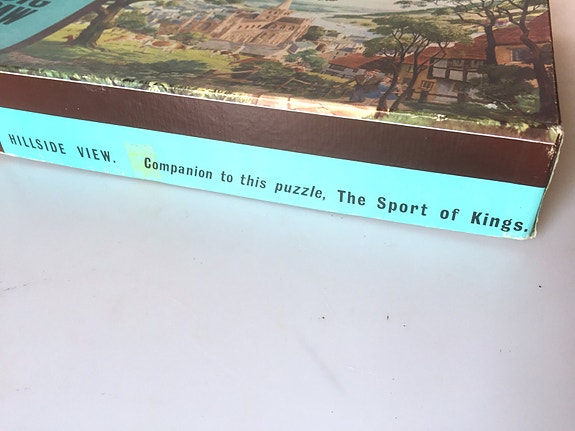 HILLSIDE VIEW. Companion to this puzzle, The Sport of Kings.